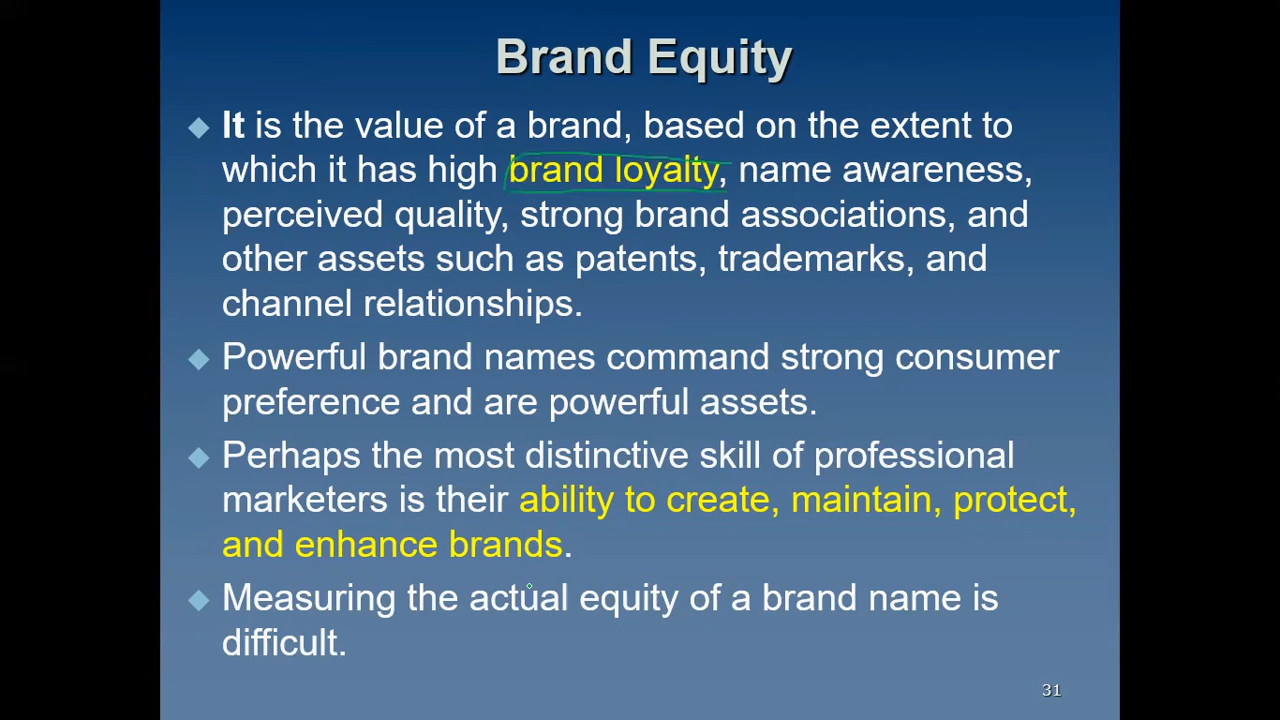 Brand Equity
It is the value of a brand, based on the extent to
which it has high brand loyalty, name awareness,
perceived quality, strong brand associations, and
other assets such as patents, trademarks, and
channel relationships.
Powerful brand names command strong consumer
preference and are powerful assets.
Perhaps the most distinctive skill of professional
marketers is their ability to create, maintain, protect,
and enhance brands.
Measuring the actual equity of a brand name is
difficult.
31